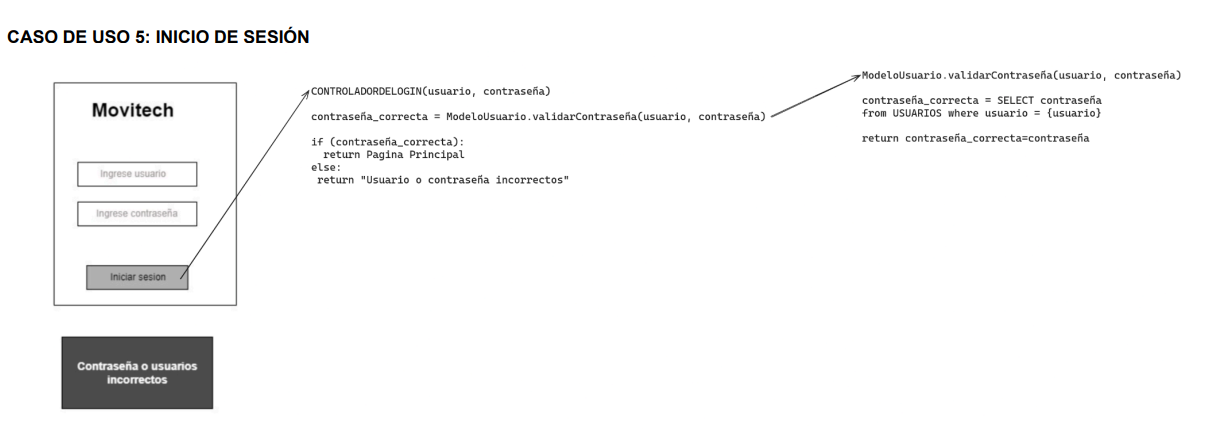 CASO DE USO 5: INICIO DE SESIÓN
Movitech
Ingrese usuario
Ingrese contraseña
Iniciar sesion
Contraseña o usuarios
incorrectos
CONTROLADORDELOGIN(usuario, contraseña)
contraseña_correcta = ModeloUsuario.validarContraseña(usuario, contraseña)
if (contraseña_correcta):
return Pagina Principal
else:
return "Usuario o contraseña incorrectos"
ModeloUsuario.validarContraseña(usuario, contraseña)
contraseña_correcta = SELECT contraseña
from USUARIOS where usuario = {usuario}
return contraseña_correcta=contraseña